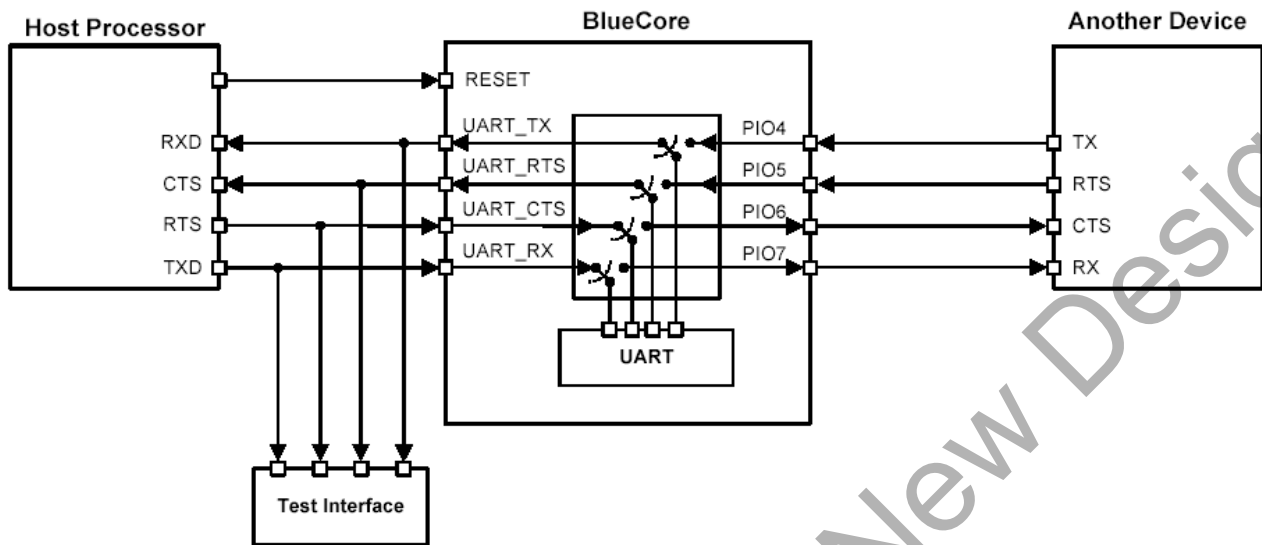 Host Processor
BlueCore
Another Device
RESET
RXD
UART_TX
PIO4
TX
CTS
UART_RTS
PIO5
RTS
RTS
UART_CTS
PIO6
CTS
TXD
UART_RX
PIO7
RX
UART
Test Interface
New Desig